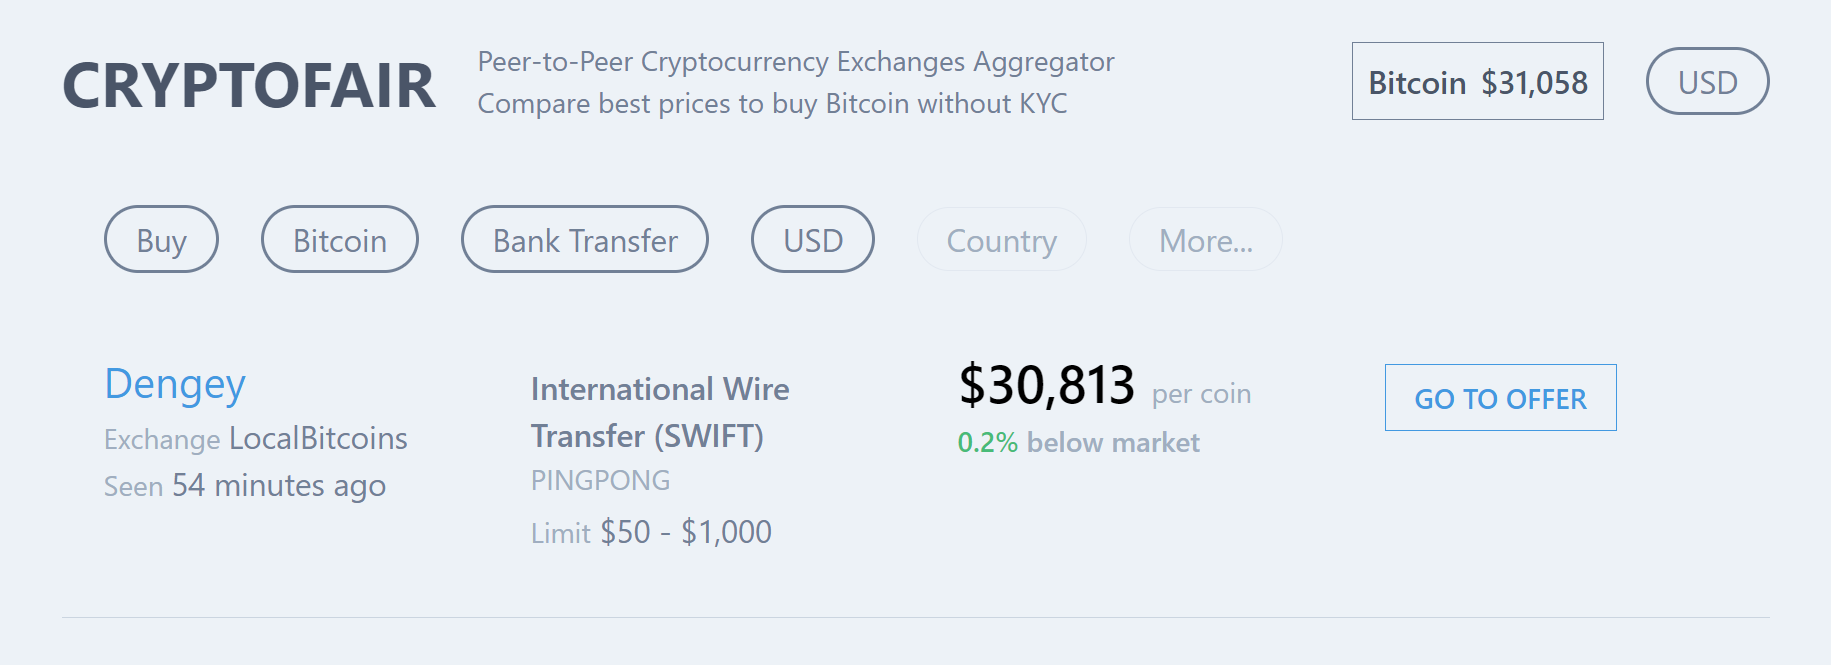 CRYPTOFAIR
Peer-to-Peer Cryptocurrency Exchanges Aggregator
Compare best prices to buy Bitcoin without KYC
Bitcoin $31,058
USD
Buy
Bitcoin
Bank Transfer
USD
Country
More...
Dengey
Exchange LocalBitcoins
Seen 54 minutes ago
International Wire
Transfer (SWIFT)
PINGPONG
Limit $50 - $1,000
$30,813 per coin
0.2% below market
GO TO OFFER